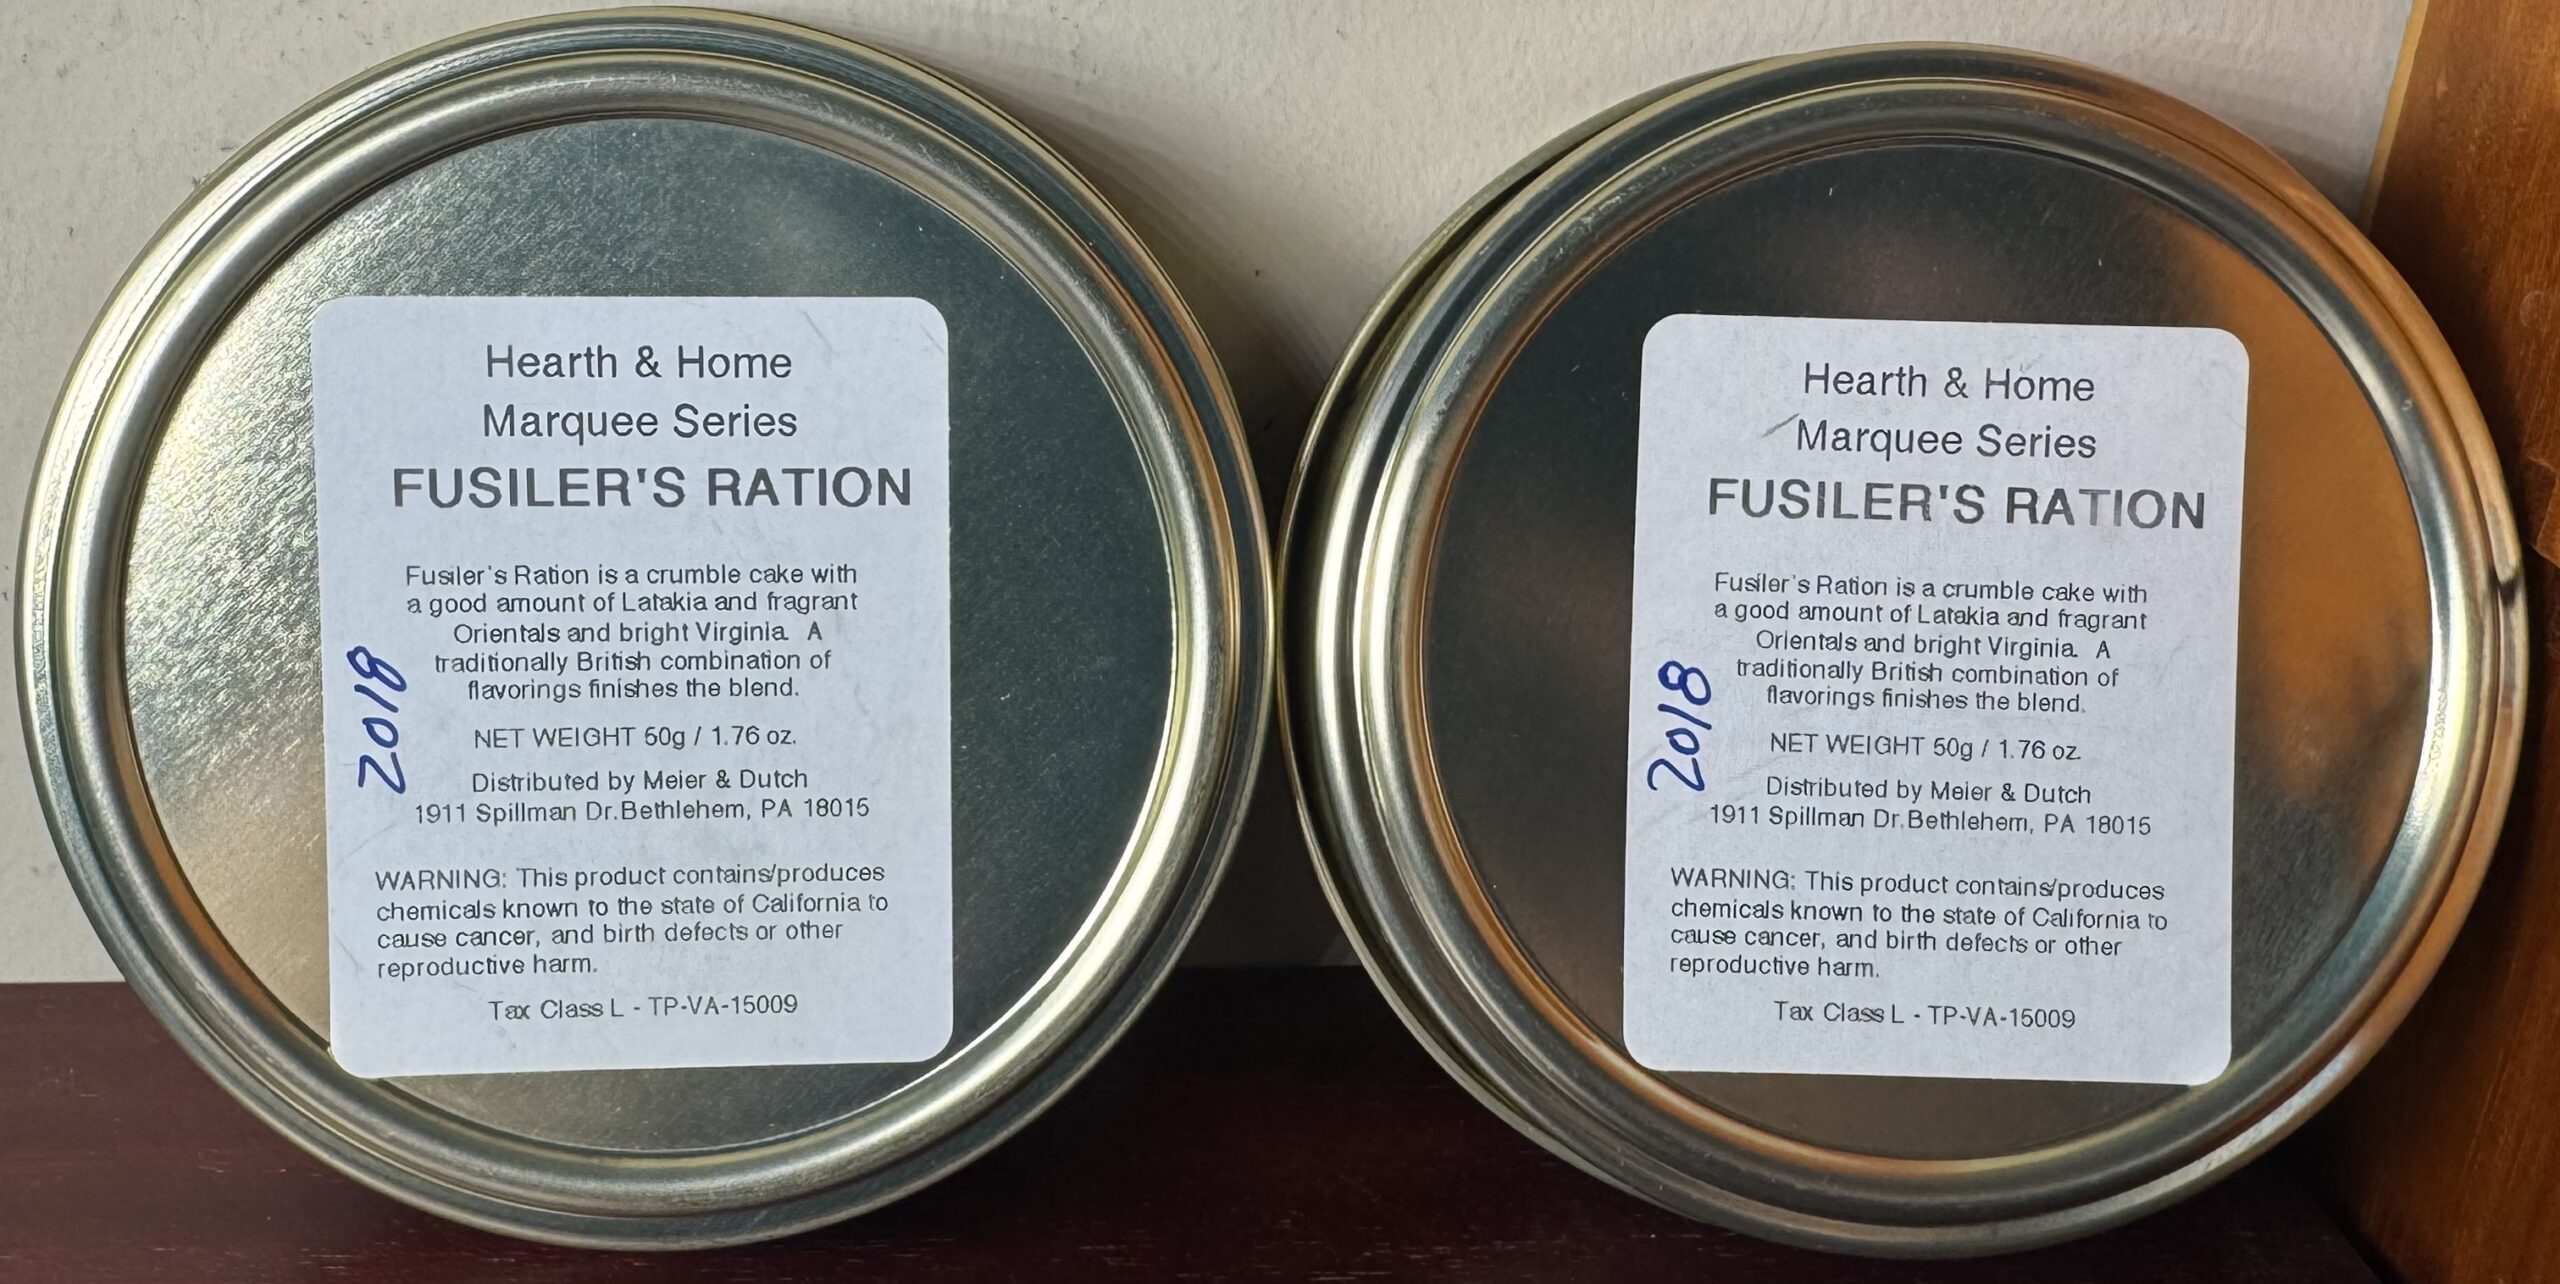 Hearth & Home
Marquee Series
FUSILER'S RATION
Fusiler's Ration is a crumble cake with
a good amount of Latakia and fragrant
Orientals and bright Virginia. A
traditionally British combination of
flavorings finishes the blend.
NET WEIGHT 50g / 1.76 oz.
Distributed by Meier & Dutch
1911 Spillman Dr.Bethlehem, PA 18015
WARNING: This product contains/produces
chemicals known to the state of California to
cause cancer, and birth defects or other
reproductive harm.
Tax Class L - TP-VA-15009
2018
Hearth & Home
Marquee Series
FUSILER'S RATION
Fusiler's Ration is a crumble cake with
a good amount of Latakia and fragrant
Orientals and bright Virginia. A
traditionally British combination of
flavorings finishes the blend.
NET WEIGHT 50g / 1.76 oz.
Distributed by Meier & Dutch
1911 Spillman Dr.Bethlehem, PA 18015
WARNING: This product contains/produces
chemicals known to the state of California to
cause cancer, and birth defects or other
reproductive harm.
Tax Class L - TP-VA-15009
2018